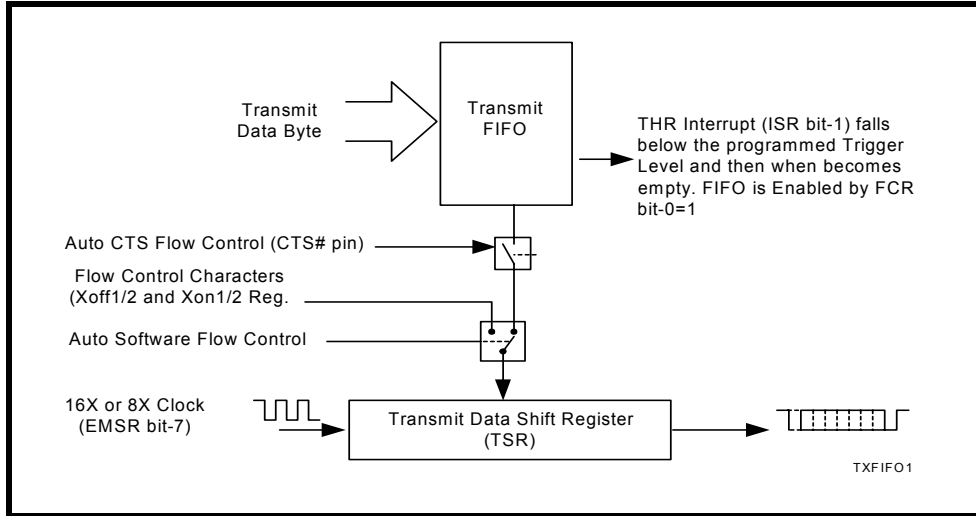 Transmit
Data Byte
Transmit
FIFO
THR Interrupt (ISR bit-1) falls
below the programmed Trigger
Level and then when becomes
empty. FIFO is Enabled by FCR
bit-0=1
Auto CTS Flow Control (CTS# pin)
Flow Control Characters
(Xoff1/2 and Xon1/2 Reg.
Auto Software Flow Control
16X or 8X Clock
(EMSR bit-7)
Transmit Data Shift Register
(TSR)
TXFIFO1